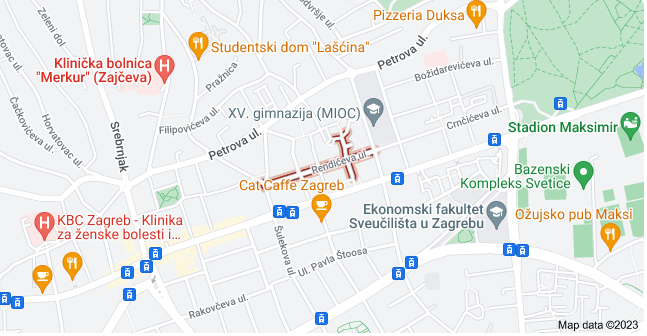 Zeleni dol
Nadvršje ul.
Pizzeria Duksa
Klinička bolnica
"Merkur" (Zajčeva)
Studentski dom "Lašćina"
Petrova ul.
Božidarevićeva ul.
Pražnica
Čačkovićeva ul.
Horvatovac
Filipovićeva ul.
XV. gimnazija (MIOC)
Crnčićeva ul.
Stadion Maksimir
Srebrnjak
Petrova ul.
Rendićeva ul.
Cat Caffe Zagreb
Bazenski
Kompleks Svetice
KBC Zagreb - Klinika
za ženske bolesti i...
Ekonomski fakultet
Sveučilišta u Zagrebu
Ožujsko pub Maksi
Šulekova ul.
Ul. Pavla Štoosa
Rakovčeva ul.
Map data ©2023